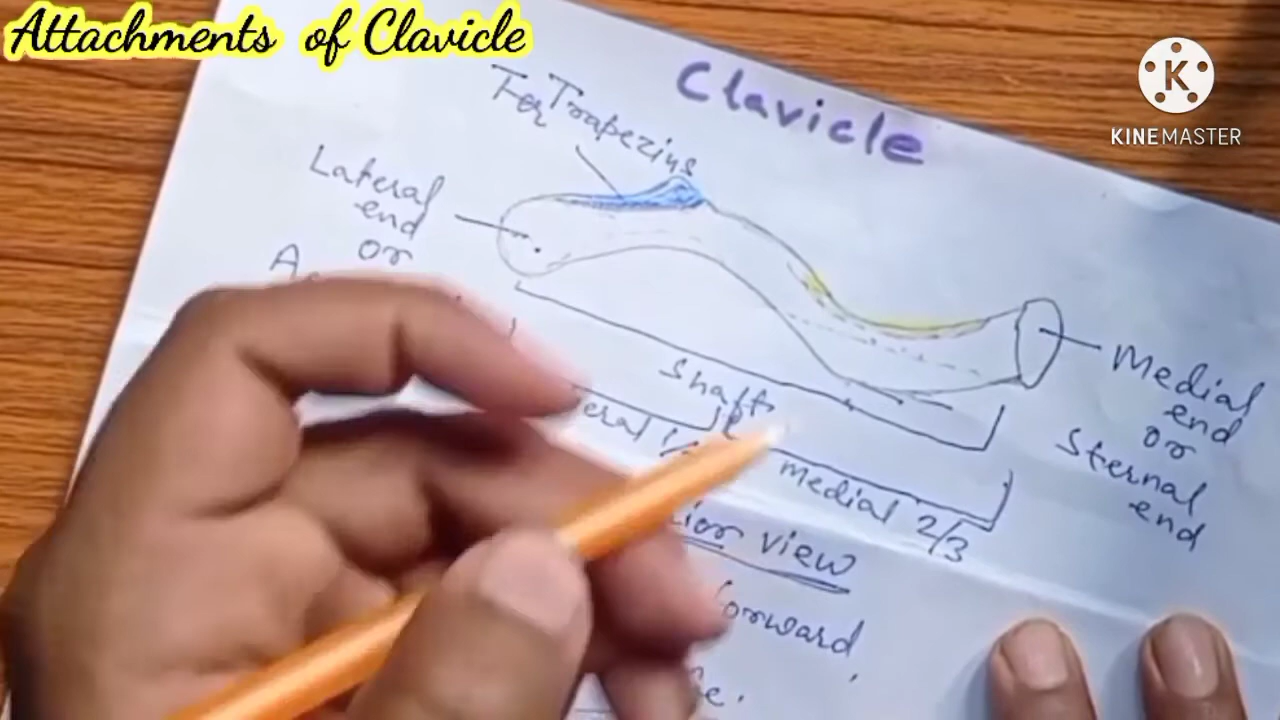 Attachments of Clavicle
KINEMASTER
Clavicle
For Trapezius
Lateral
end
or
Shaft
medial 2/3
Medial
end
or
Sternal
end
view
forward